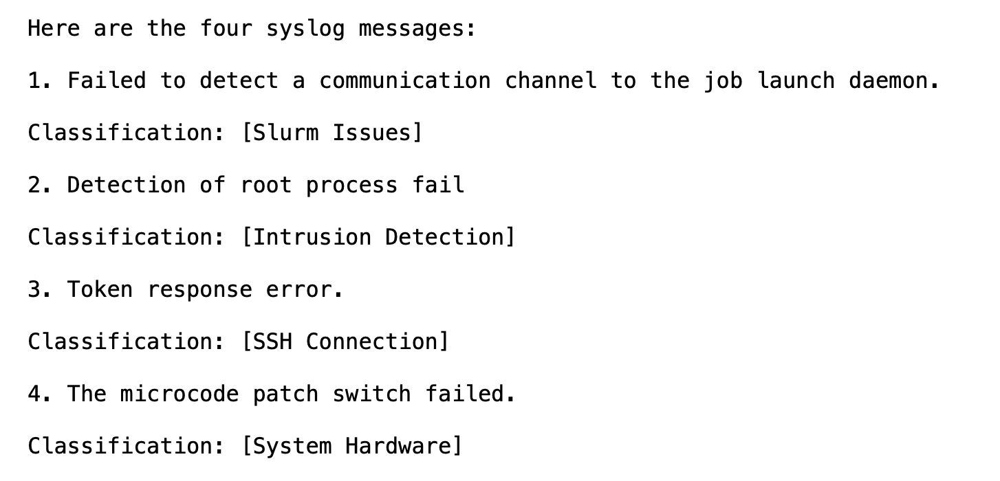 Here are the four syslog messages:
1. Failed to detect a communication channel to the job launch daemon.
Classification: [Slurm Issues]
2. Detection of root process fail
Classification: [Intrusion Detection]
3. Token response error.
Classification: [SSH Connection]
4. The microcode patch switch failed.
Classification: [System Hardware]